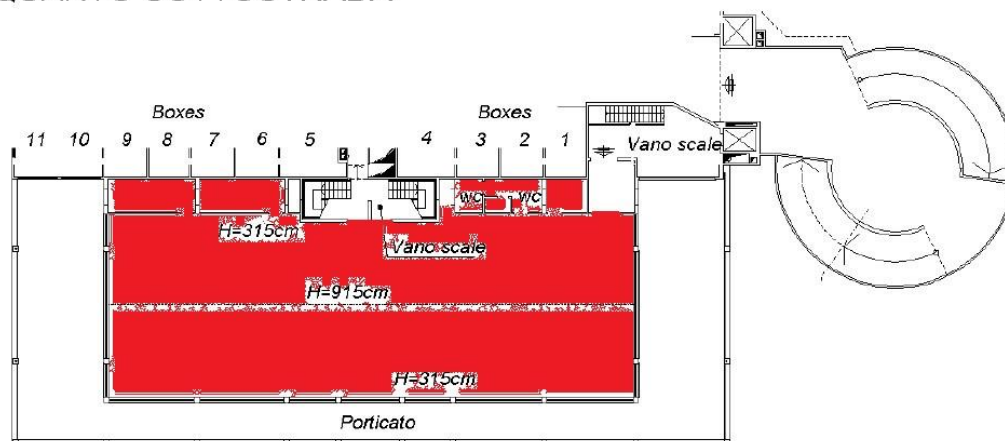 Boxes
Boxes
11 10 9 8 7 6 5 4 3 2 1
Vano scale
wc wc
H=315cm
Vano scale
H=915cm
H=315cm
Porticato